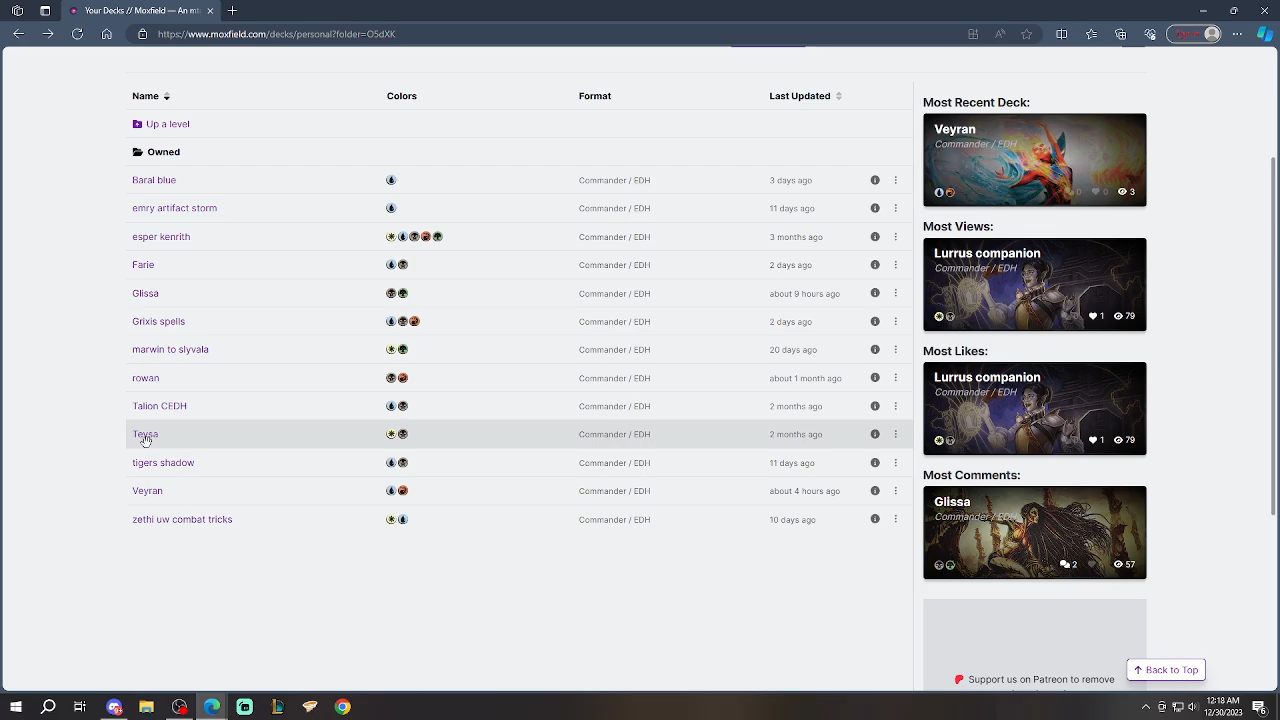 Your Decks // Moxfield — An mt
https://www.moxfield.com/decks/personal?folder=O5dXK
Name Colors Format Last Updated
Up a level
Owned
Baral blue Commander / EDH 3 days ago
emry artifact storm Commander / EDH 11 days ago
esper kenrith Commander / EDH 3 months ago
Farie Commander / EDH 2 days ago
Glissa Commander / EDH about 9 hours ago
Grixis spells Commander / EDH 2 days ago
marwin to slyvala Commander / EDH 20 days ago
rowan Commander / EDH about 1 month ago
Talion CEDH Commander / EDH 2 months ago
Teysa Commander / EDH 2 months ago
tigers shadow Commander / EDH 11 days ago
Veyran Commander / EDH about 4 hours ago
zethi uw combat tricks Commander / EDH 10 days ago
Most Recent Deck:
Veyran
Commander / EDH
0 0 3
Most Views:
Lurrus companion
Commander / EDH
1 79
Most Likes:
Lurrus companion
Commander / EDH
1 79
Most Comments:
Glissa
Commander / EDH
2 57
Back to Top
Support us on Patreon to remove
12:18 AM
12/30/2023